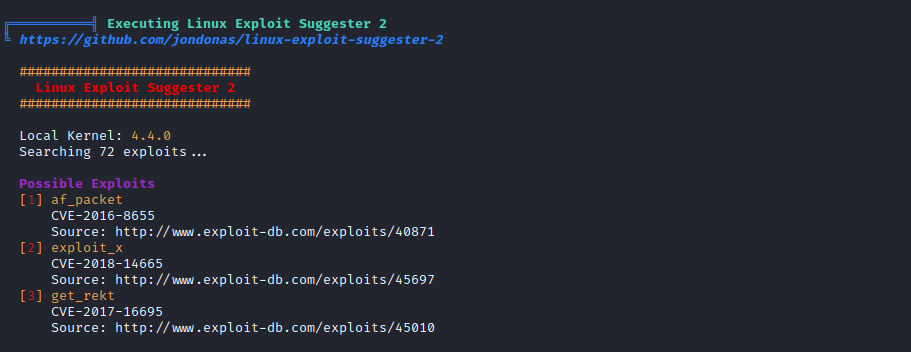 ╔══════════╣ Executing Linux Exploit Suggester 2
╚ https://github.com/jondonas/linux-exploit-suggester-2
#############################
Linux Exploit Suggester 2
#############################
Local Kernel: 4.4.0
Searching 72 exploits...
Possible Exploits
[1] af_packet
CVE-2016-8655
Source: http://www.exploit-db.com/exploits/40871
[2] exploit_x
CVE-2018-14665
Source: http://www.exploit-db.com/exploits/45697
[3] get_rekt
CVE-2017-16695
Source: http://www.exploit-db.com/exploits/45010